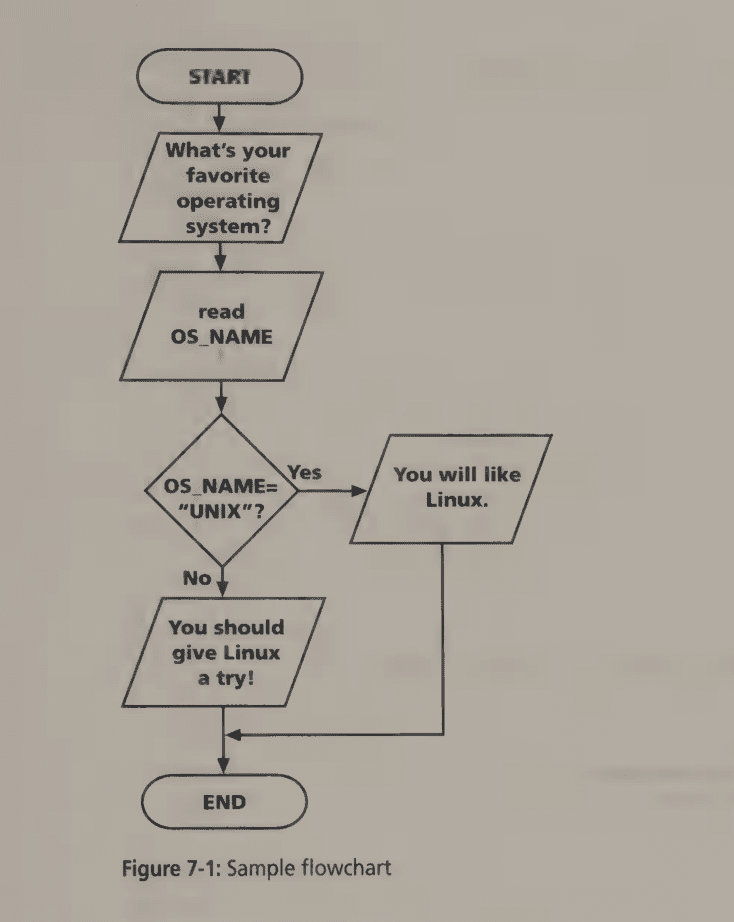 START
What's your
favorite
operating
system?
read
OS_NAME
OS_NAME=
"UNIX"?
Yes
You will like
Linux.
No
You should
give Linux
a try!
END
Figure 7-1: Sample flowchart